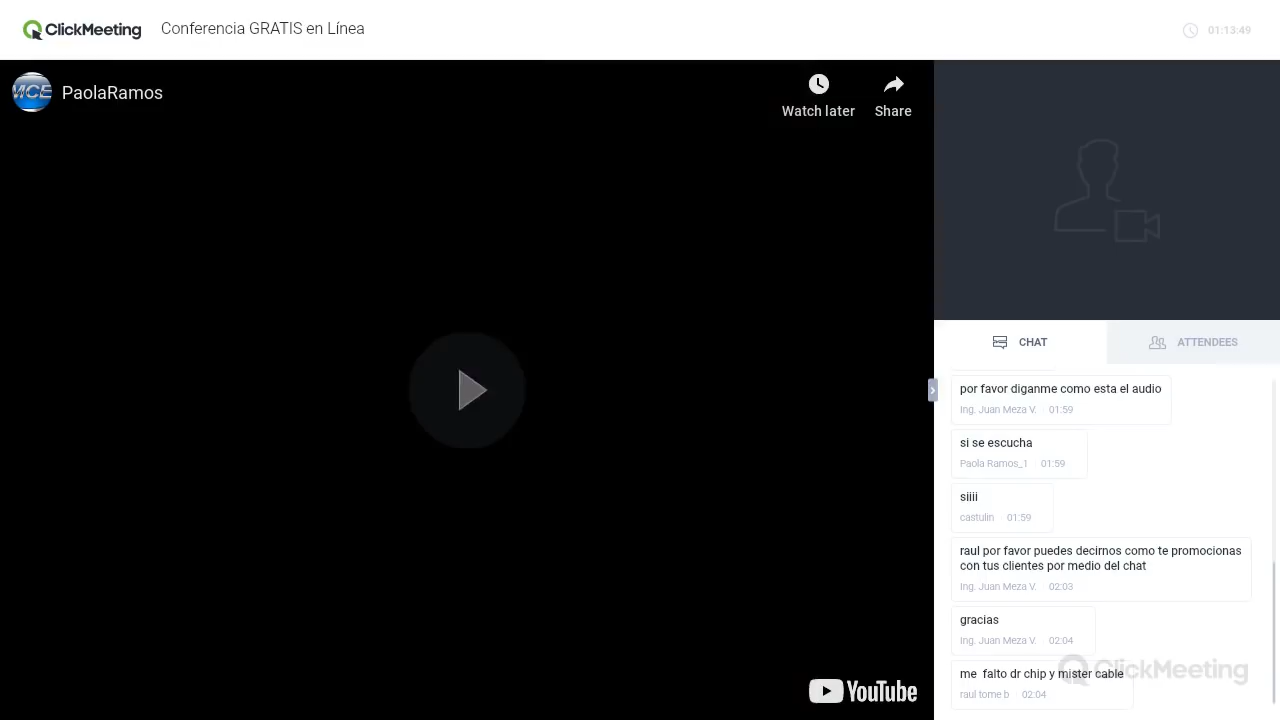 ClickMeeting
Conferencia GRATIS en Línea
01:13:49
MCE
PaolaRamos
Watch later
Share
YouTube
CHAT
ATTENDEES
por favor diganme como esta el audio
Ing. Juan Meza V. 01:59
si se escucha
Paola Ramos_1 01:59
siiii
castulin 01:59
raul por favor puedes decirnos como te promocionas
con tus clientes por medio del chat
Ing. Juan Meza V. 02:03
gracias
Ing. Juan Meza V. 02:04
me falto dr chip y mister cable
raul tome b 02:04
ClickMeeting